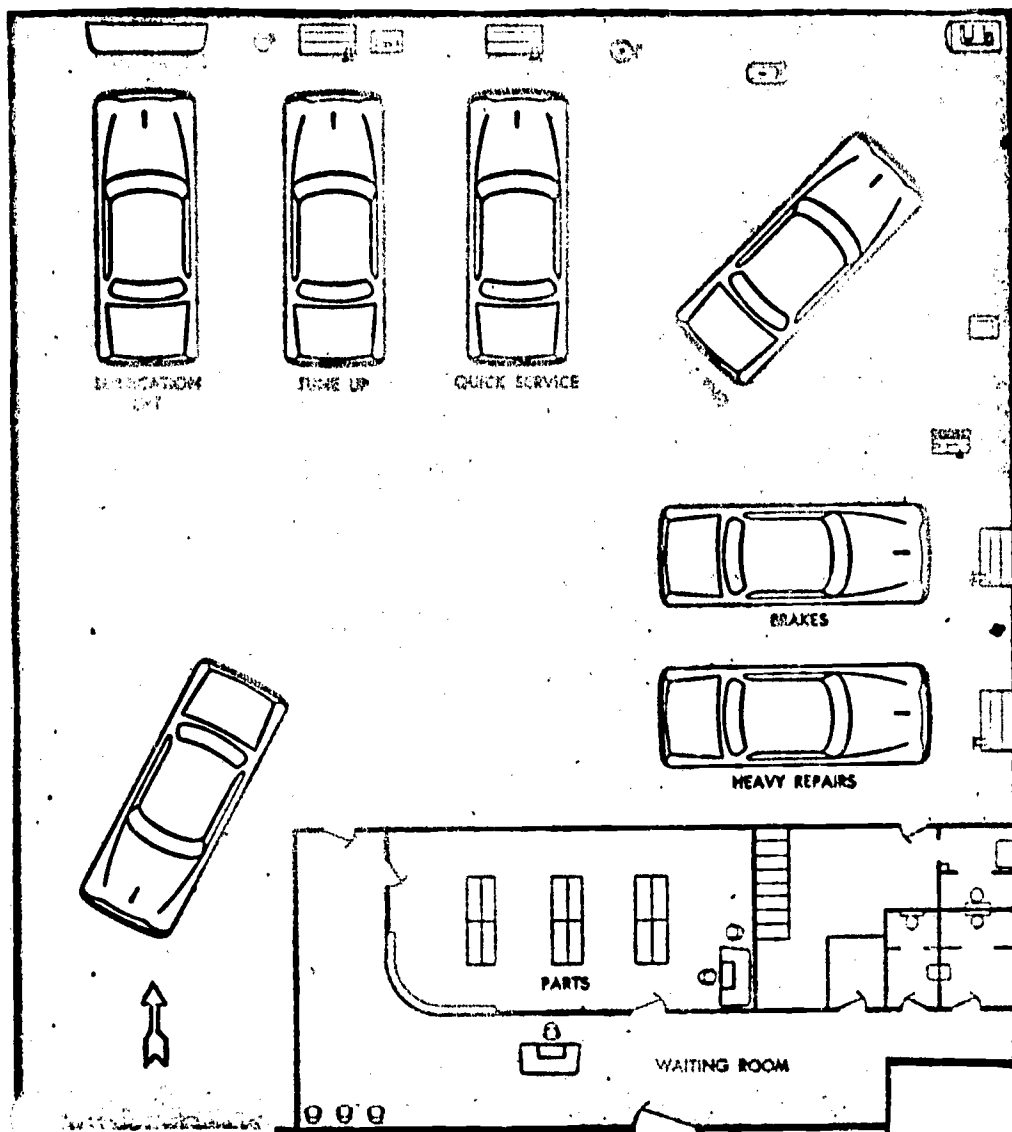 TUNE UP
QUICK SERVICE
BRAKES
HEAVY REPAIRS
PARTS
WAITING ROOM